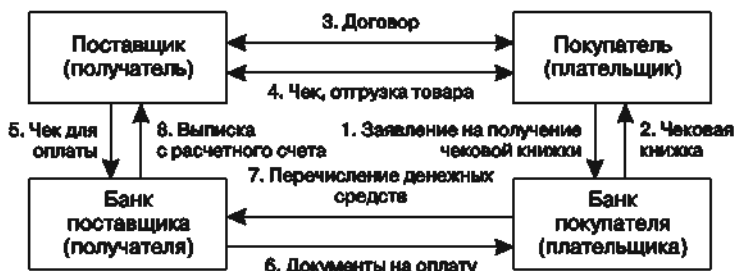 3. Договор
Поставщик
(получатель)
Покупатель
(плательщик)
4. Чек, отгрузка товара
5. Чек для
оплаты
8. Выписка
с расчетного счета
1. Заявление на получение
чековой книжки
2. Чековая
книжка
7. Перечисление денежных
средств
Банк
поставщика
(получателя)
Банк
покупателя
(плательщика)
6. Документы на оплату